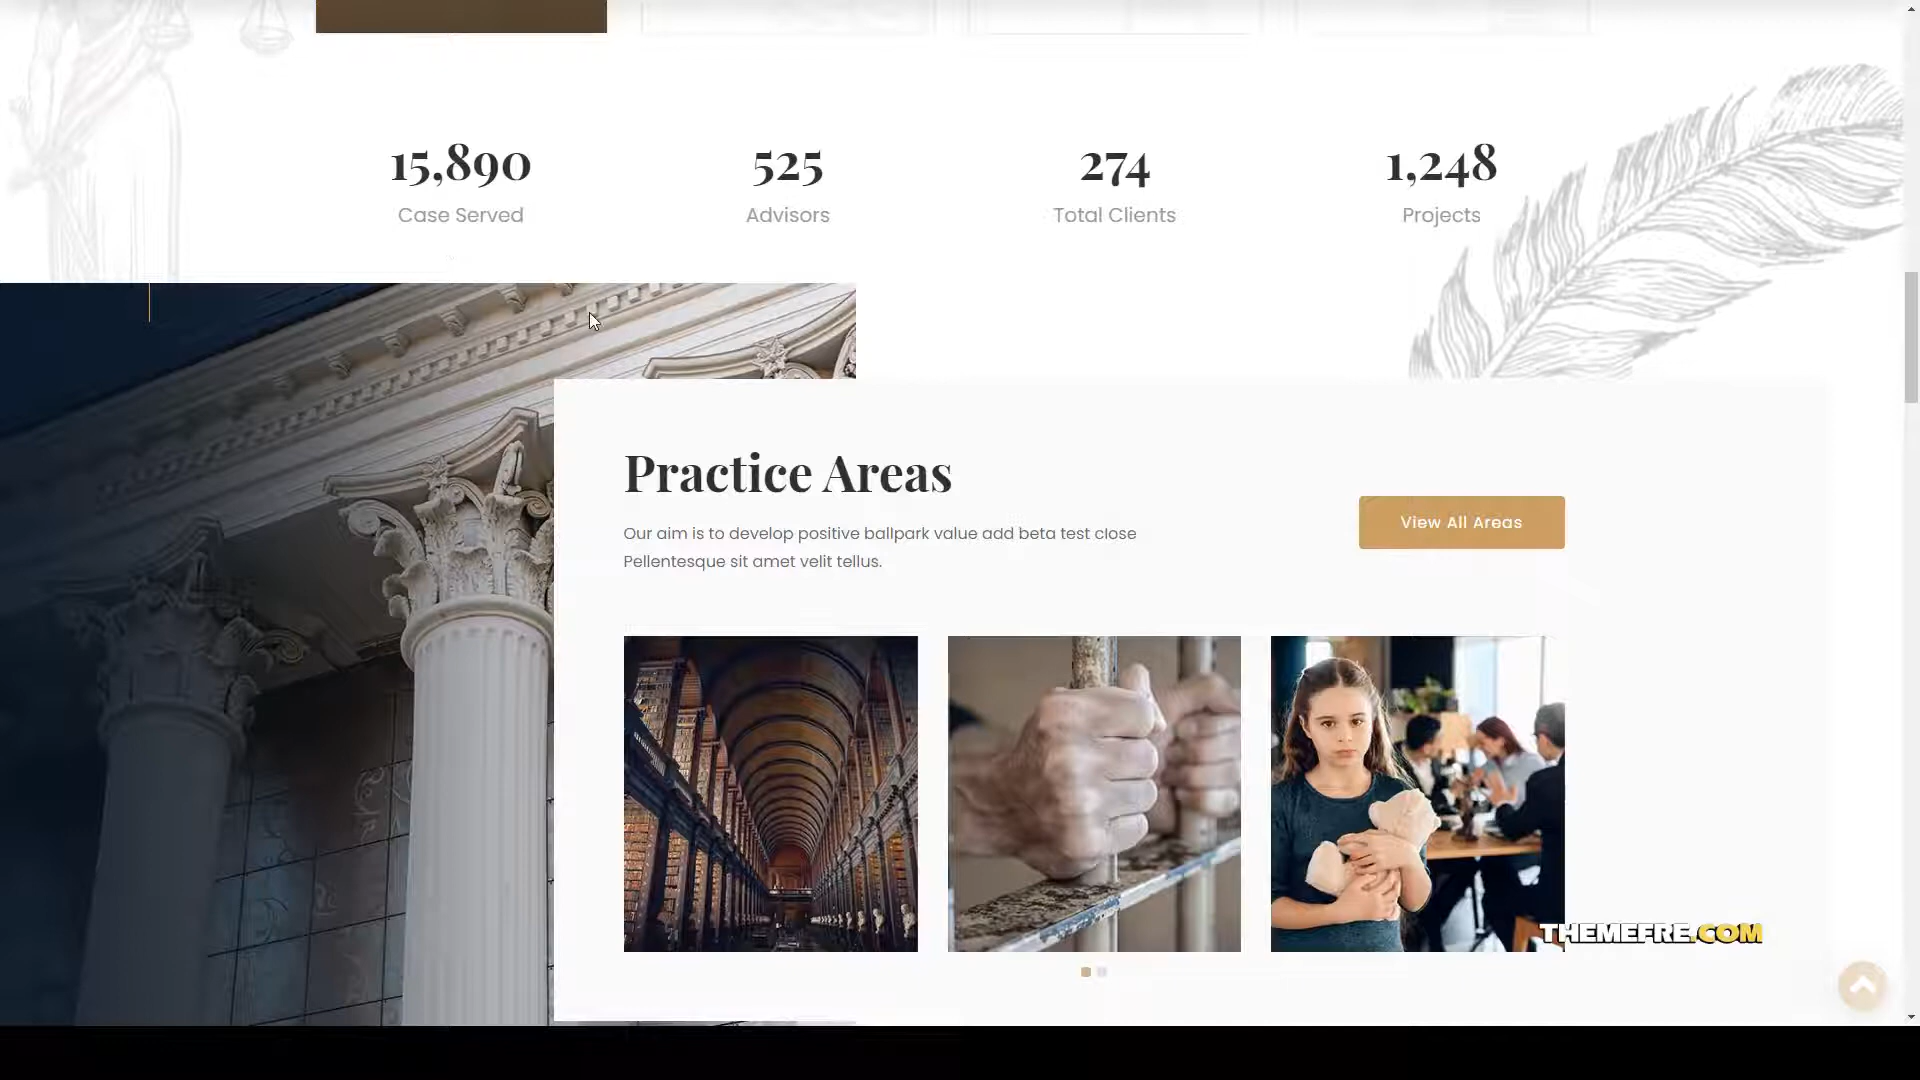 15,890
Case Served
525
Advisors
274
Total Clients
1,248
Projects
Practice Areas
Our aim is to develop positive ballpark value add beta test close
Pellentesque sit amet velit tellus.
View All Areas
THEMEFRE.COM